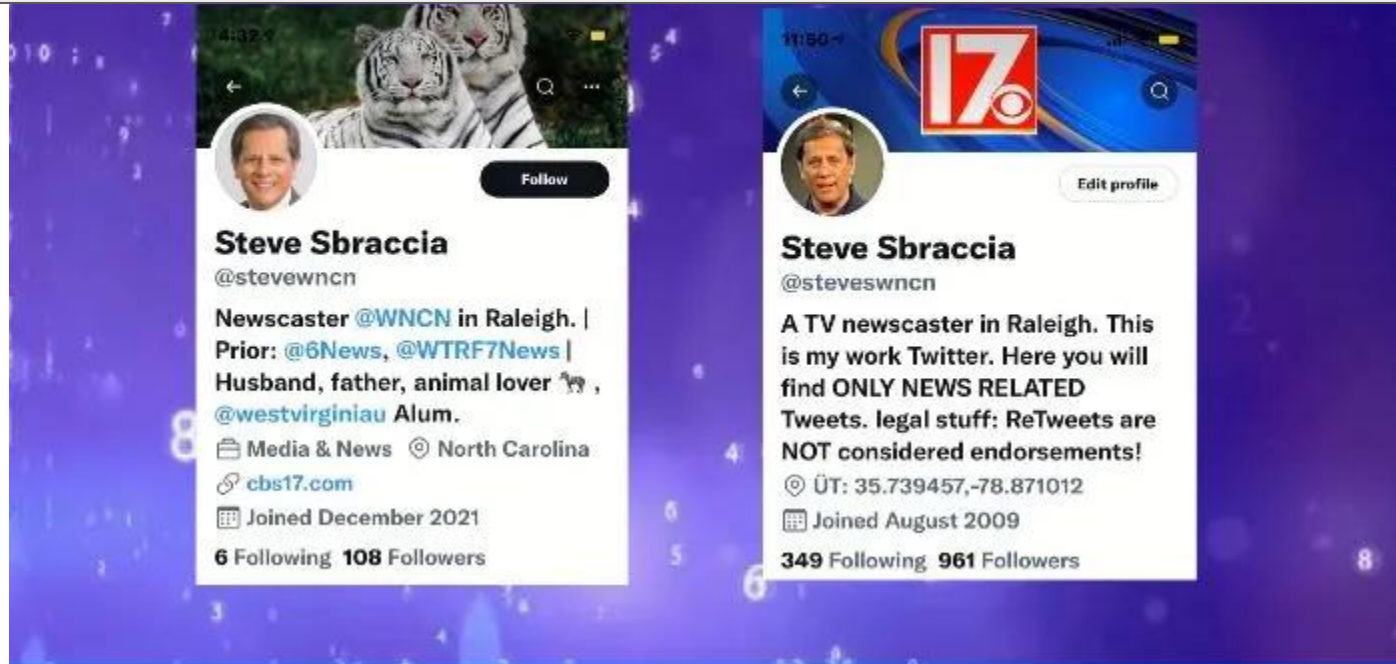 4:32
Follow
Steve Sbraccia
@stevewncn
Newscaster @WNCN in Raleigh. |
Prior: @6News, @WTRF7News |
Husband, father, animal lover 🐅,
@westvirginiau Alum.
Media & News North Carolina
cbs17.com
Joined December 2021
6 Following 108 Followers
11:50
17
Edit profile
Steve Sbraccia
@steveswncn
A TV newscaster in Raleigh. This
is my work Twitter. Here you will
find ONLY NEWS RELATED
Tweets. legal stuff: ReTweets are
NOT considered endorsements!
ÜT: 35.739457,-78.871012
Joined August 2009
349 Following 961 Followers